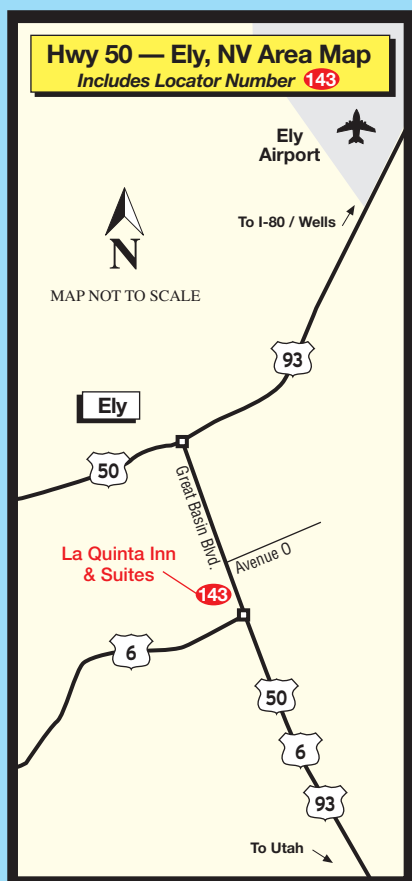 Hwy 50 — Ely, NV Area Map
Includes Locator Number 143
Ely
Airport
To I-80 / Wells
N
MAP NOT TO SCALE
93
Ely
50
Great Basin Blvd.
Avenue O
La Quinta Inn
& Suites
143
6
50
6
93
To Utah